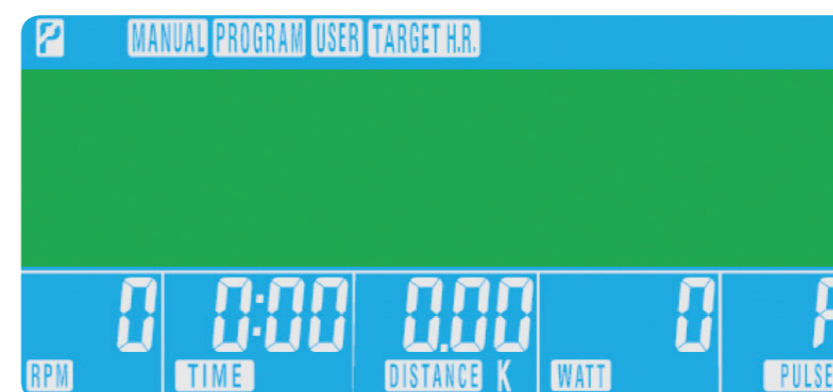 P MANUAL PROGRAM USER TARGET H.R.
0 0:00 0.00 0 P
RPM TIME DISTANCE K WATT PULSE